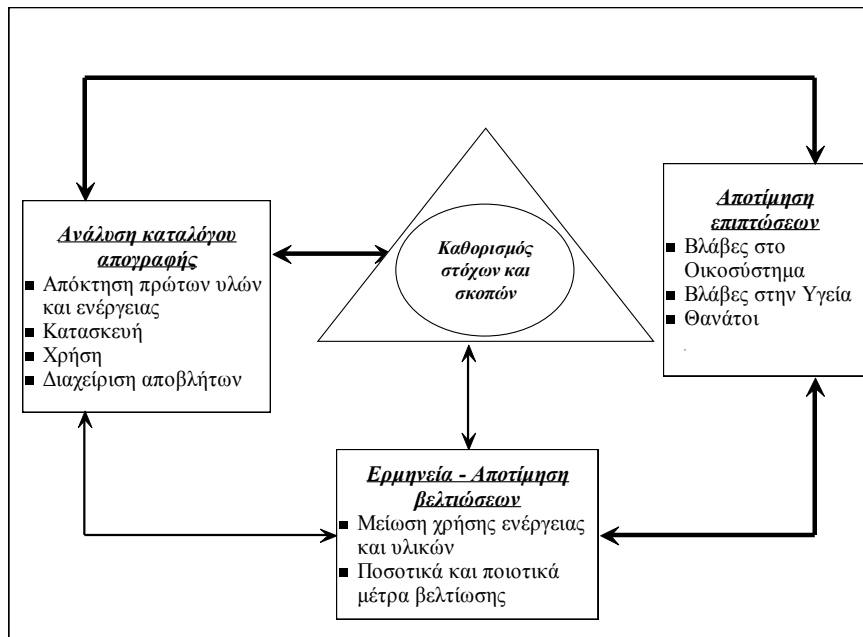 Ανάλυση καταλόγου
απογραφής
▪ Απόκτηση πρώτων υλών
και ενέργειας
▪ Κατασκευή
▪ Χρήση
▪ Διαχείριση αποβλήτων
Καθορισμός
στόχων και
σκοπών
Αποτίμηση
επιπτώσεων
▪ Βλάβες στο
Οικοσύστημα
▪ Βλάβες στην Υγεία
▪ Θανάτοι
Ερμηνεία - Αποτίμηση
βελτιώσεων
▪ Μείωση χρήσης ενέργειας
και υλικών
▪ Ποσοτικά και ποιοτικά
μέτρα βελτίωσης